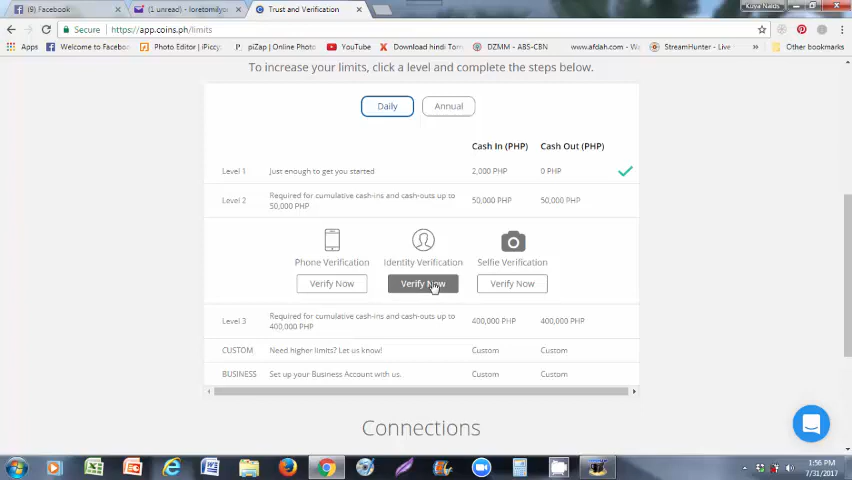 (9) Facebook
(1 unread) - loretomilyo
Trust and Verification
Kuya Nards
Secure
https://app.coins.ph/limits
Apps
Welcome to Facebo
Photo Editor | iPiccy
piZap | Online Photo
YouTube
Download hindi Torr
DZMM - ABS-CBN
www.afdah.com
StreamHunter - Live
»
Other bookmarks
To increase your limits, click a level and complete the steps below.
Daily
Annual
Cash In (PHP) Cash Out (PHP)
Level 1 Just enough to get you started 2,000 PHP 0 PHP
Level 2 Required for cumulative cash-ins and cash-outs up to 50,000 PHP 50,000 PHP
50,000 PHP
Phone Verification Identity Verification Selfie Verification
Verify Now Verify Now Verify Now
Level 3 Required for cumulative cash-ins and cash-outs up to 400,000 PHP 400,000 PHP
400,000 PHP
CUSTOM Need higher limits? Let us know! Custom Custom
BUSINESS Set up your Business Account with us. Custom Custom
Connections
1:56 PM
7/31/2017